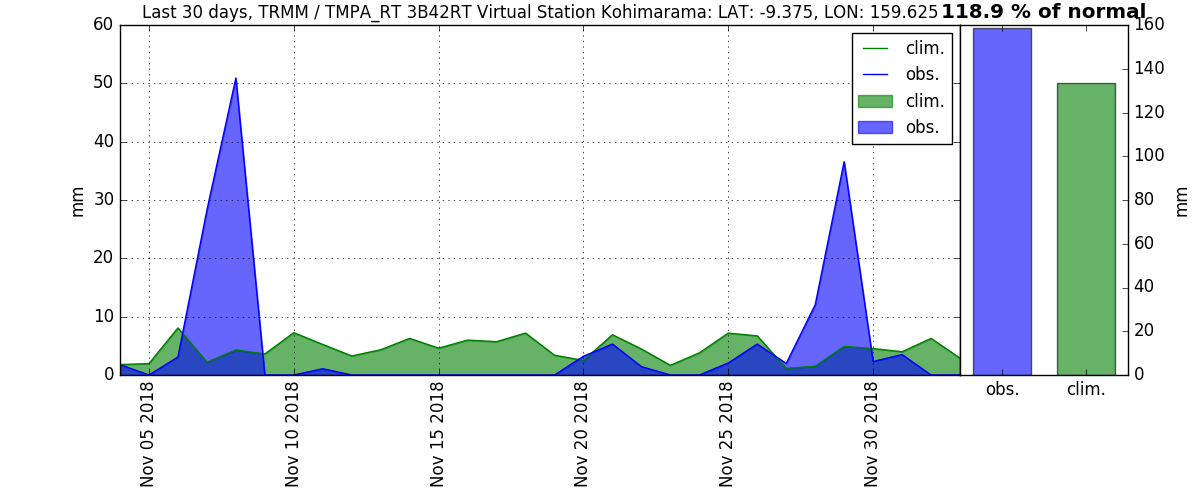 Last 30 days, TRMM / TMPA_RT 3B42RT Virtual Station Kohimarama: LAT: -9.375, LON: 159.625 118.9 % of normal
60
50
40
30
20
10
0
mm
clim.
obs.
clim.
obs.
160
140
120
100
80
60
40
20
0
mm
obs. clim.
Nov 05 2018
Nov 10 2018
Nov 15 2018
Nov 20 2018
Nov 25 2018
Nov 30 2018